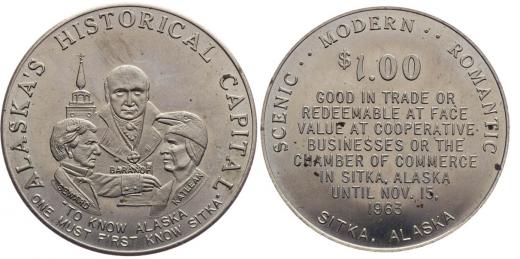 ALASKA'S HISTORICAL CAPITAL
BARANOF
SEWARD
KATLEAN
"TO KNOW ALASKA
ONE MUST FIRST KNOW SITKA"
SCENIC · · MODERN · · ROMANTIC
$1.00
GOOD IN TRADE OR
REDEEMABLE AT FACE
VALUE AT COOPERATIVE
BUSINESSES OR THE
CHAMBER OF COMMERCE
IN SITKA, ALASKA
UNTIL NOV. 15,
1963
SITKA, ALASKA